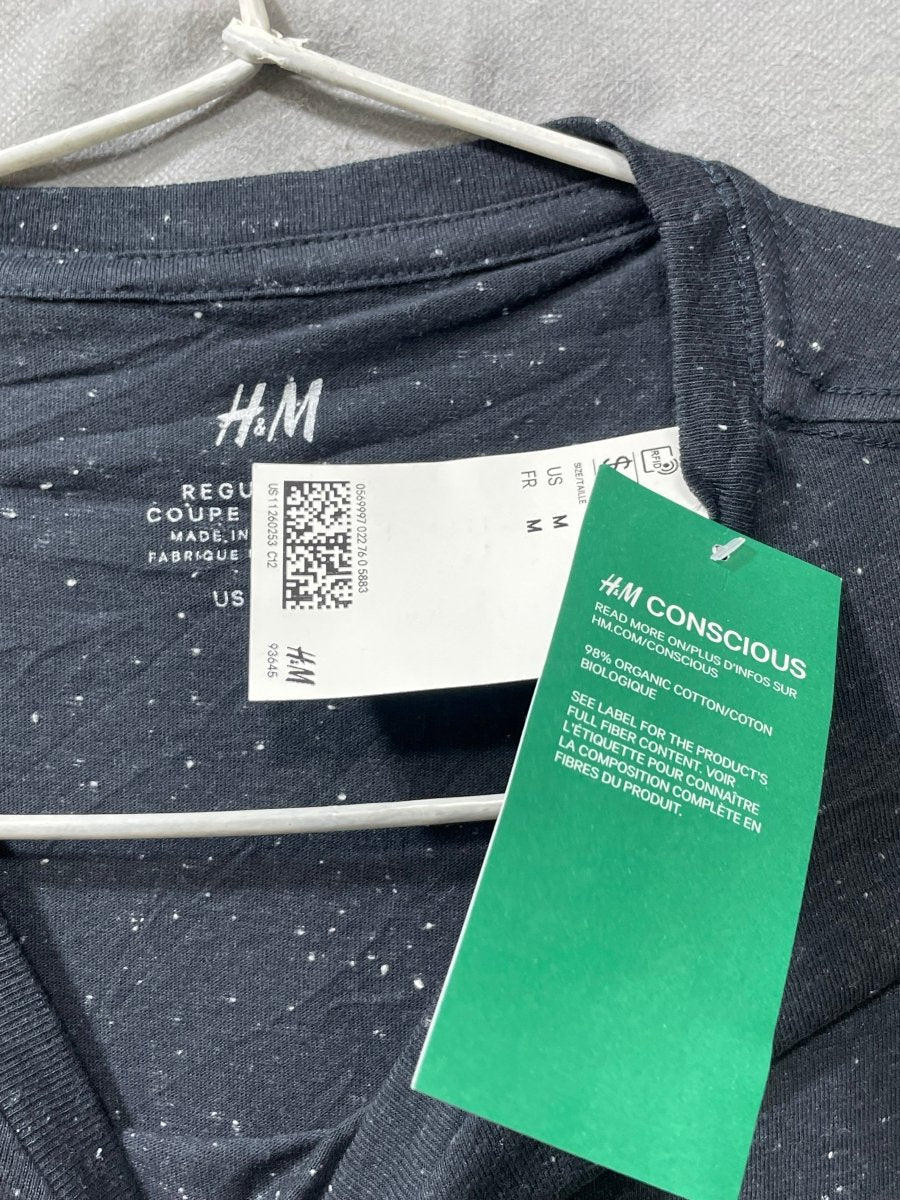 H&M
REGU
COUPE
MADE IN
FABRIQUE
US
US11260253 C12
0569997 022 76 0 5883
93645
H&M
FR M
US M
SIZE/TAILLE
RFID
H&M CONSCIOUS
READ MORE ON/PLUS D'INFOS SUR
HM.COM/CONSCIOUS
98% ORGANIC COTTON/COTON
BIOLOGIQUE
SEE LABEL FOR THE PRODUCT'S
FULL FIBER CONTENT. VOIR
L'ÉTIQUETTE POUR CONNAÎTRE
LA COMPOSITION COMPLÈTE EN
FIBRES DU PRODUIT.